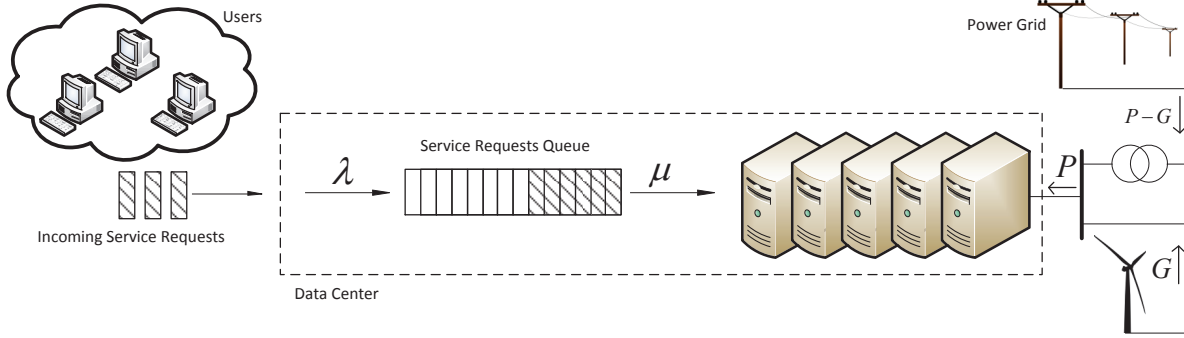 Users
Power Grid
P – G
Service Requests Queue
λ
μ
P
Incoming Service Requests
G
Data Center